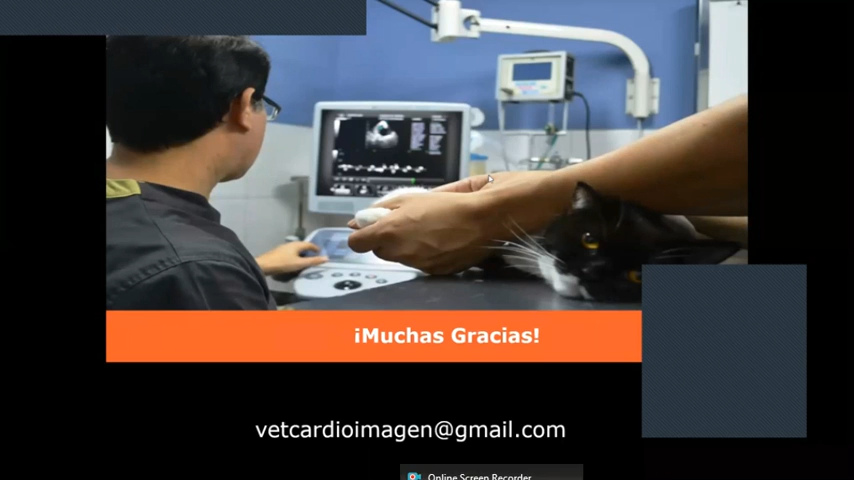 ¡Muchas Gracias!
vetcardioimagen@gmail.com
Online Screen Recorder